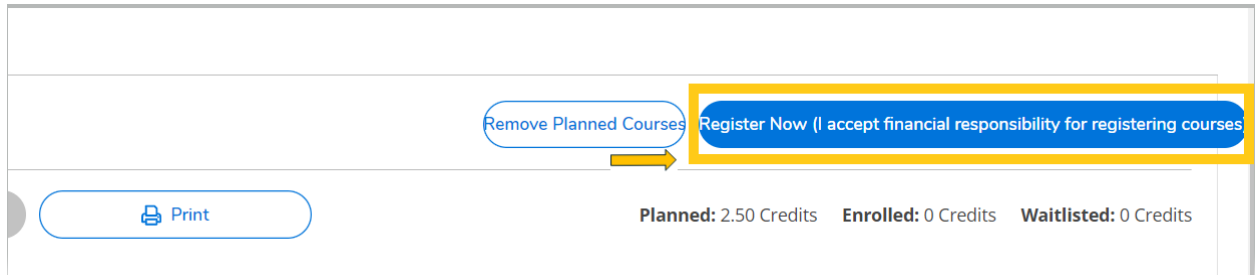 Remove Planned Courses
Register Now (I accept financial responsibility for registering courses
Print
Planned: 2.50 Credits Enrolled: 0 Credits Waitlisted: 0 Credits